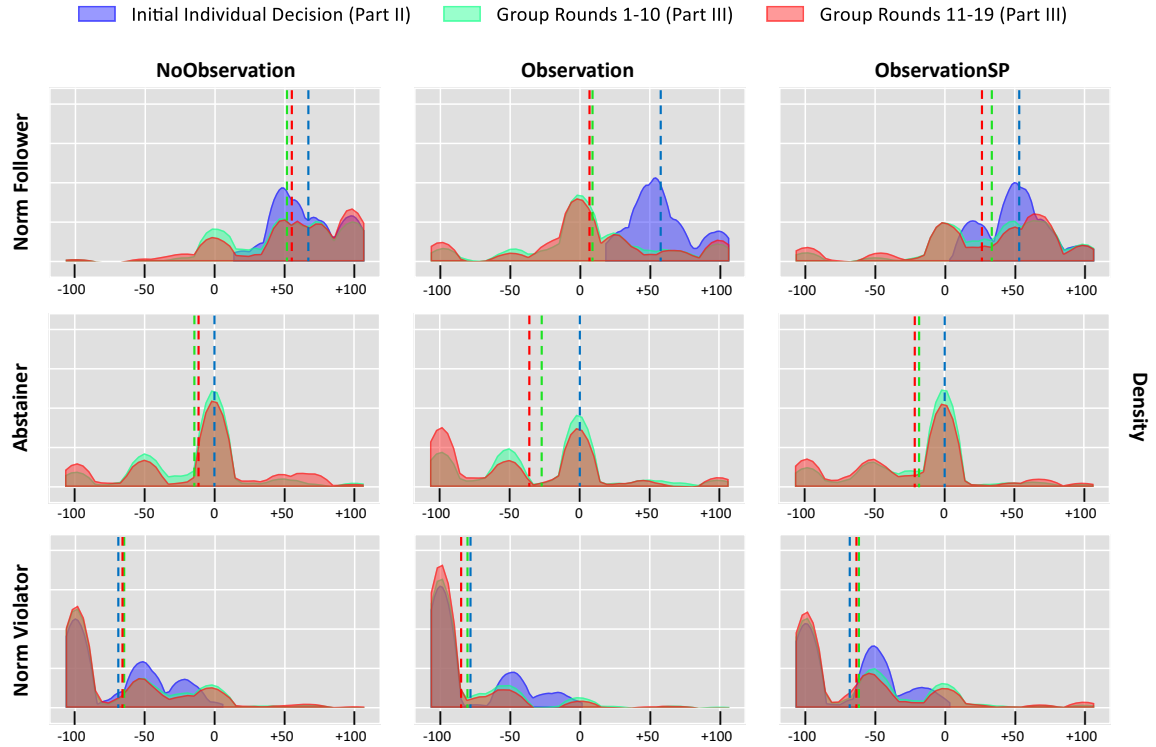 Initial Individual Decision (Part II) Group Rounds 1-10 (Part III) Group Rounds 11-19 (Part III)
NoObservation Observation ObservationSP
Norm Follower
-100 -50 0 +50 +100 -100 -50 0 +50 +100 -100 -50 0 +50 +100
Abstainer
Density
-100 -50 0 +50 +100 -100 -50 0 +50 +100 -100 -50 0 +50 +100
Norm Violator
-100 -50 0 +50 +100 -100 -50 0 +50 +100 -100 -50 0 +50 +100